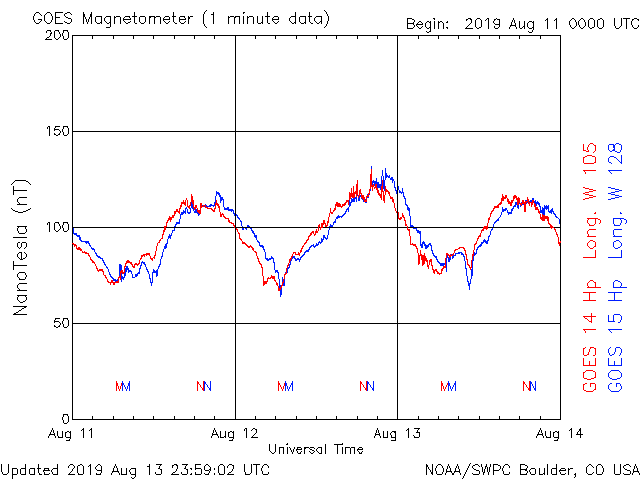 GOES Magnetometer (1 minute data)
Begin: 2019 Aug 11 0000 UTC
200
150
100
50
0
NanoTesla (nT)
GOES 14 Hp Long. W 105
GOES 15 Hp Long. W 128
M M N N M M N N M M N N
Aug 11 Aug 12 Aug 13 Aug 14
Universal Time
Updated 2019 Aug 13 23:59:02 UTC
NOAA/SWPC Boulder, CO USA